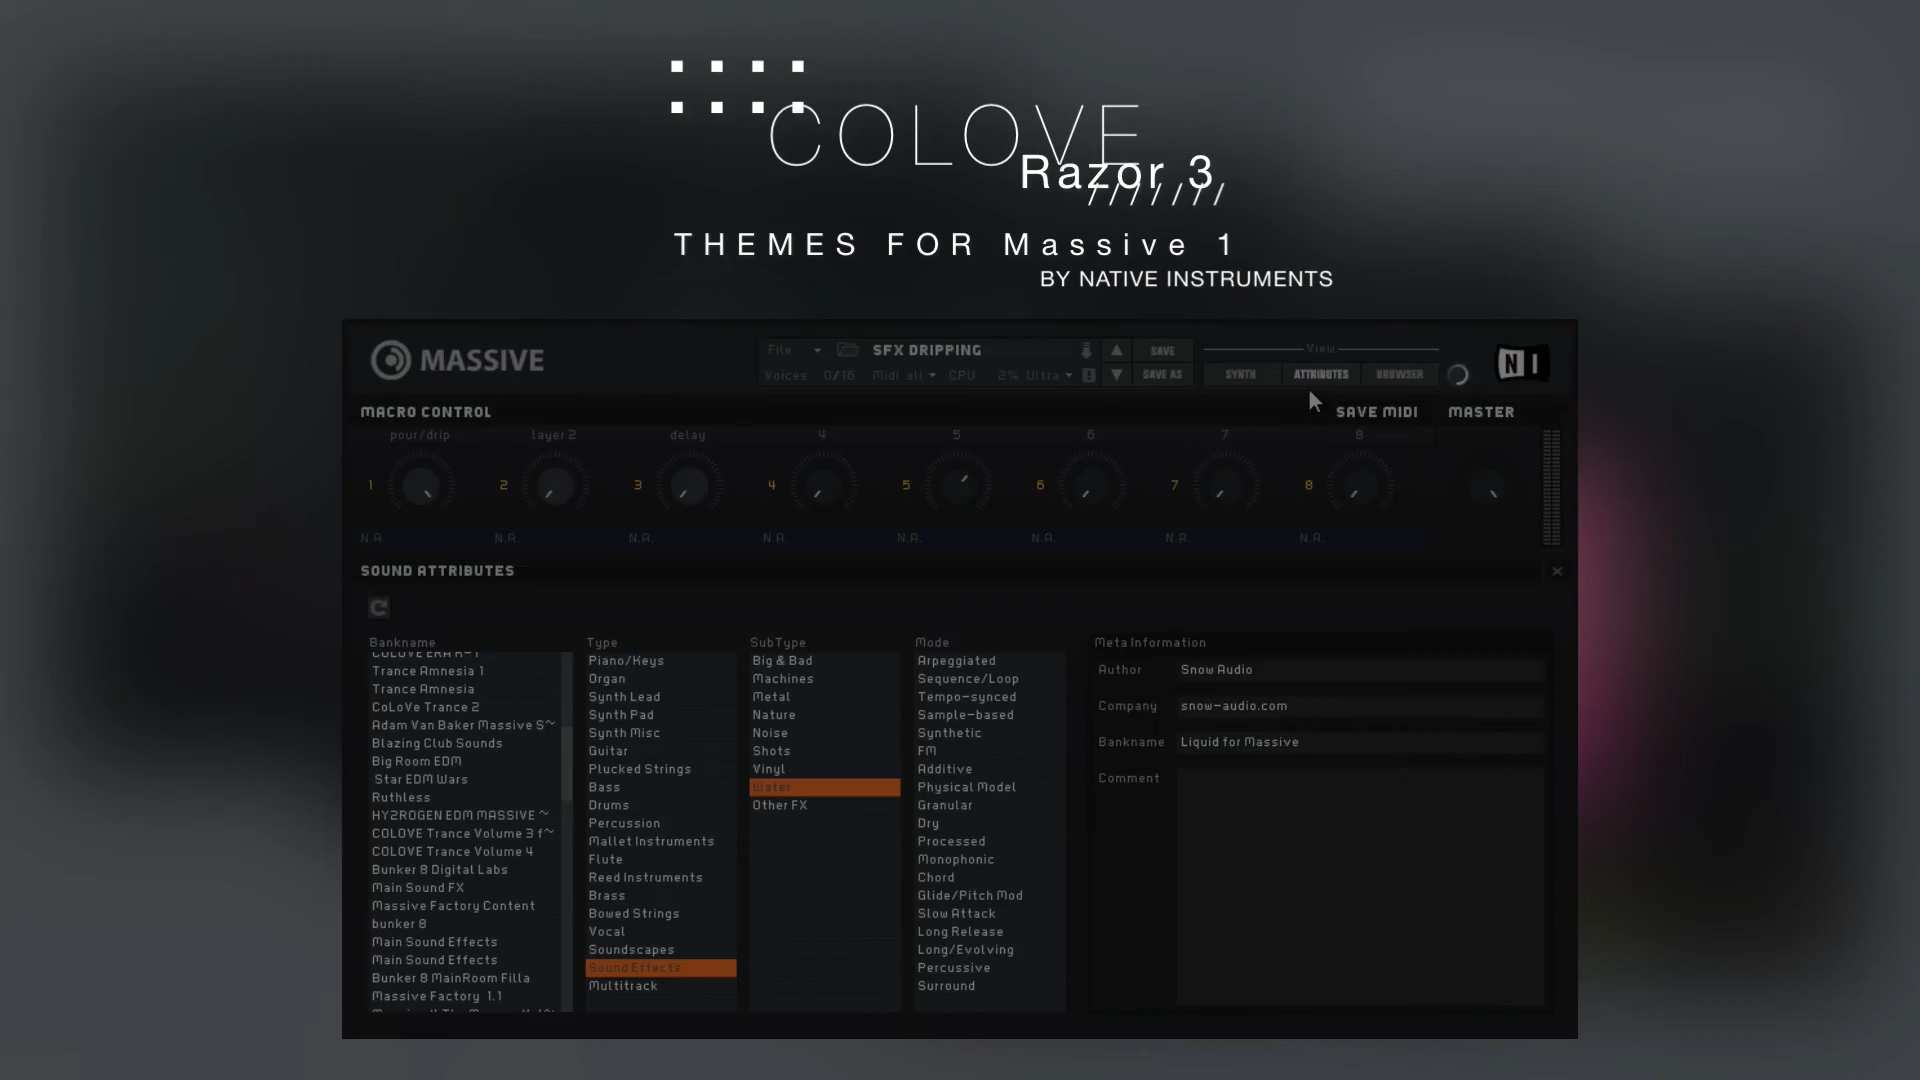 COLOVE
Razor 3
///////
THEMES FOR Massive 1
BY NATIVE INSTRUMENTS
MASSIVE
File
SFX DRIPPING
SAVE
View
Voices 0/16 Midi all CPU 2% Ultra
SAVE AS
SYNTH
ATTRIBUTES
BROWSER
NI
MACRO CONTROL
SAVE MIDI
MASTER
pour/drip
layer 2
delay
4
5
6
7
8
1
2
3
4
5
6
7
8
N.A.
N.A.
N.A.
N.A.
N.A.
N.A.
N.A.
N.A.
SOUND ATTRIBUTES
Bankname
Trance Amnesia 1
Trance Amnesia
CoLoVe Trance 2
Adam Van Baker Massive S~
Blazing Club Sounds
Big Room EDM
Star EDM Wars
Ruthless
HY2ROGEN EDM MASSIVE ~
COLOVE Trance Volume 3 f~
COLOVE Trance Volume 4
Bunker 8 Digital Labs
Main Sound FX
Massive Factory Content
bunker 8
Main Sound Effects
Main Sound Effects
Bunker 8 MainRoom Filla
Massive Factory 1.1
Type
Piano/Keys
Organ
Synth Lead
Synth Pad
Synth Misc
Guitar
Plucked Strings
Bass
Drums
Percussion
Mallet Instruments
Flute
Reed Instruments
Brass
Bowed Strings
Vocal
Soundscapes
Sound Effects
Multitrack
SubType
Big & Bad
Machines
Metal
Nature
Noise
Shots
Vinyl
Water
Other FX
Mode
Arpeggiated
Sequence/Loop
Tempo-synced
Sample-based
Synthetic
FM
Additive
Physical Model
Granular
Dry
Processed
Monophonic
Chord
Glide/Pitch Mod
Slow Attack
Long Release
Long/Evolving
Percussive
Surround
Meta Information
Author Snow Audio
Company snow-audio.com
Bankname Liquid for Massive
Comment